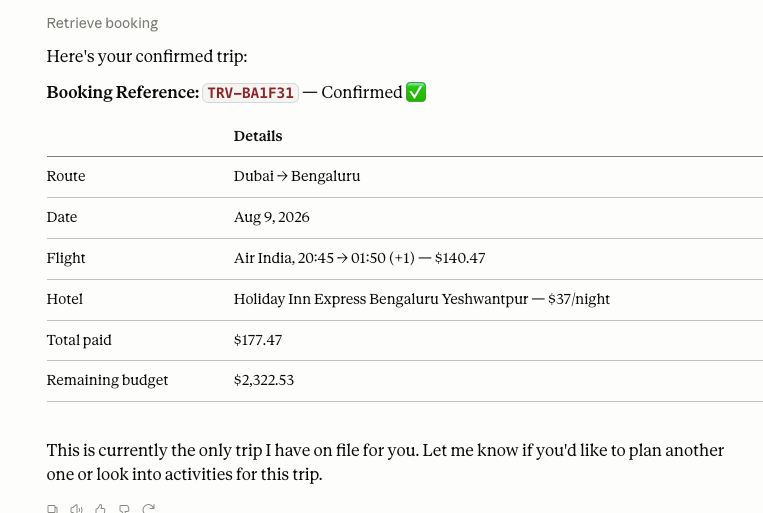 Retrieve booking
Here's your confirmed trip:
Booking Reference: TRV-BA1F31 — Confirmed ✅
Details
Route Dubai → Bengaluru
Date Aug 9, 2026
Flight Air India, 20:45 → 01:50 (+1) — $140.47
Hotel Holiday Inn Express Bengaluru Yeshwantpur — $37/night
Total paid $177.47
Remaining budget $2,322.53
This is currently the only trip I have on file for you. Let me know if you'd like to plan another
one or look into activities for this trip.